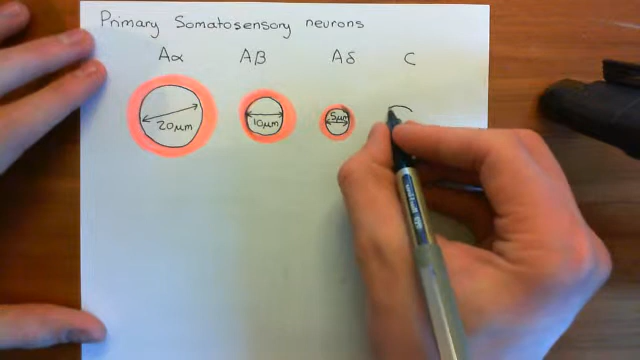 Primary Somatosensory neurons
Aα Aβ Aδ C
20μm 10μm 5μm